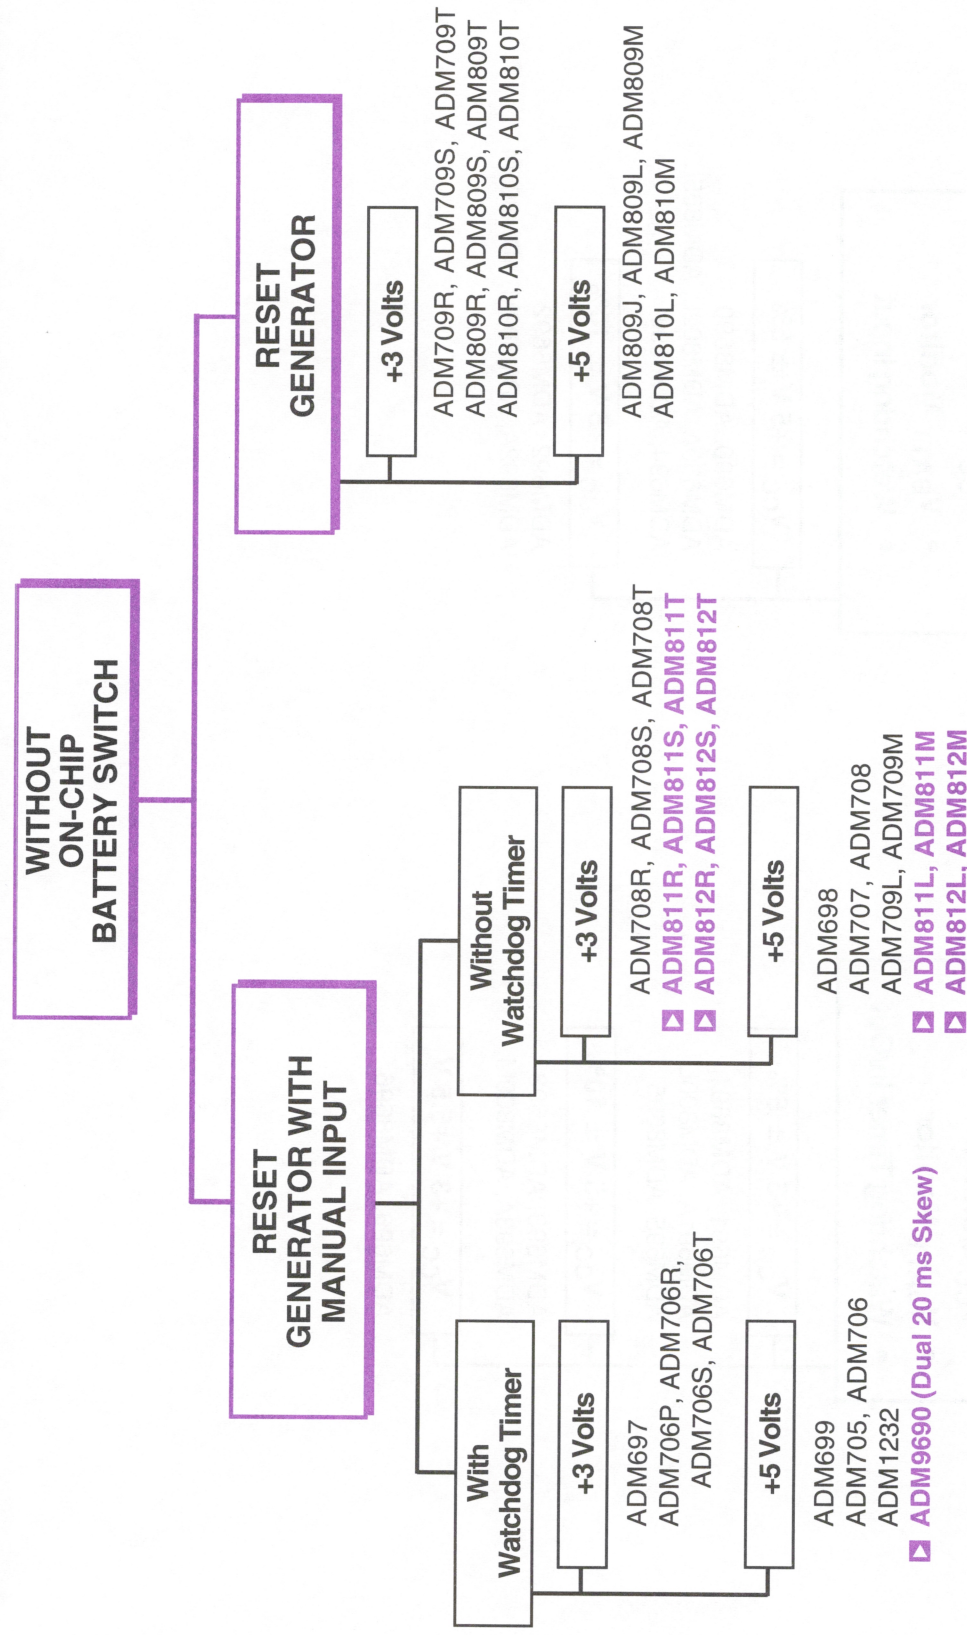 WITHOUT
ON-CHIP
BATTERY SWITCH
RESET
GENERATOR WITH
MANUAL INPUT
With
Watchdog Timer
+3 Volts
ADM697
ADM706P, ADM706R,
ADM706S, ADM706T
+5 Volts
ADM699
ADM705, ADM706
ADM1232
ADM9690 (Dual 20 ms Skew)
Without
Watchdog Timer
+3 Volts
ADM708R, ADM708S, ADM708T
ADM811R, ADM811S, ADM811T
ADM812R, ADM812S, ADM812T
+5 Volts
ADM698
ADM707, ADM708
ADM709L, ADM709M
ADM811L, ADM811M
ADM812L, ADM812M
RESET
GENERATOR
+3 Volts
ADM709R, ADM709S, ADM709T
ADM809R, ADM809S, ADM809T
ADM810R, ADM810S, ADM810T
+5 Volts
ADM809J, ADM809L, ADM809M
ADM810L, ADM810M